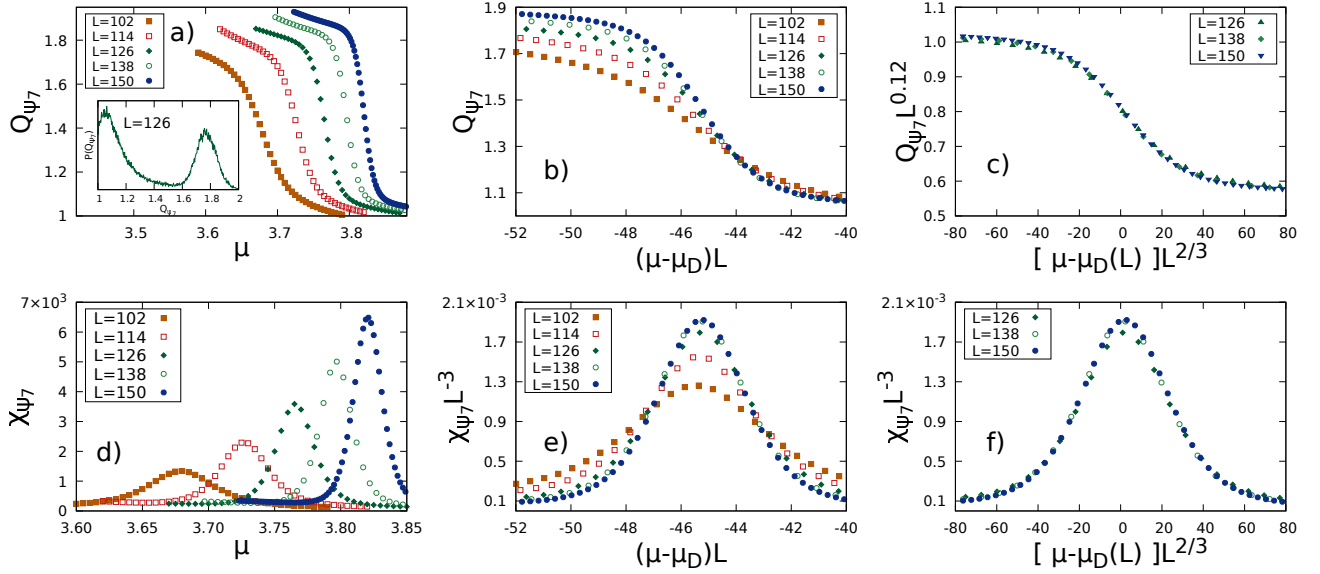 1.8
1.6
1.4
1.2
1
3.5
3.6
3.7
3.8
Q_ψ7
μ
a)
L=102
L=114
L=126
L=138
L=150
L=126
P(Q_ψ7)
1 1.2 1.4 1.6 1.8 2
Q_ψ7
1.9
1.7
1.5
1.3
1.1
-52 -50 -48 -46 -44 -42 -40
Q_ψ7
(μ-μ_D)L
b)
L=102
L=114
L=126
L=138
L=150
1.1
1.0
0.9
0.8
0.7
0.6
0.5
-80 -60 -40 -20 0 20 40 60 80
Q_ψ7 L^0.12
[ μ-μ_D(L) ]L^2/3
c)
L=126
L=138
L=150
7×10^3
6
5
4
3
2
1
0
3.60 3.65 3.70 3.75 3.80 3.85
χ_ψ7
μ
d)
L=102
L=114
L=126
L=138
L=150
2.1×10^-3
1.7
1.3
0.9
0.5
0.1
-52 -50 -48 -46 -44 -42 -40
χ_ψ7 L^-3
(μ-μ_D)L
e)
L=102
L=114
L=126
L=138
L=150
2.1×10^-3
1.7
1.3
0.9
0.5
0.1
-80 -60 -40 -20 0 20 40 60 80
χ_ψ7 L^-3
[ μ-μ_D(L) ]L^2/3
f)
L=126
L=138
L=150